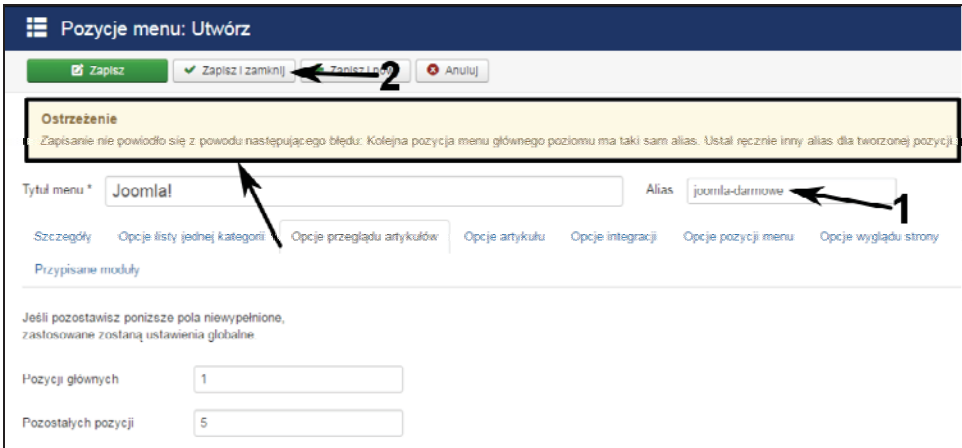 Pozycje menu: Utwórz
Zapisz Zapisz i zamknij Zapisz i Anuluj
2
Ostrzeżenie
Zapisanie nie powiodło się z powodu następującego błędu: Kolejna pozycja menu głównego poziomu ma taki sam alias. Ustal ręcznie inny alias dla tworzonej pozycji.
Tytuł menu * Joomla! Alias joomla-darmowe
1
Szczegóły Opcje listy jednej kategorii Opcje przeglądu artykułów Opcje artykułu Opcje integracji Opcje pozycji menu Opcje wyglądu strony
Przypisane moduły
Jeśli pozostawisz poniższe pola niewypełnione,
zastosowane zostaną ustawienia globalne
Pozycji głównych 1
Pozostałych pozycji 5